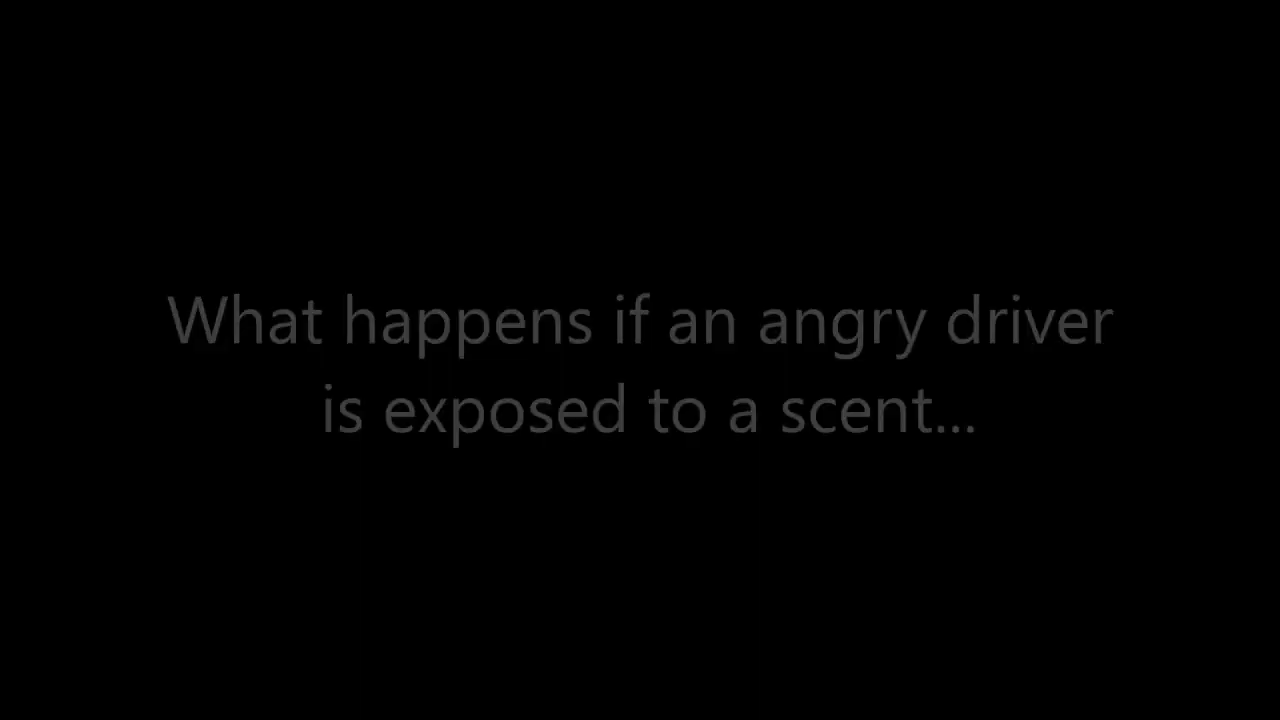 What happens if an angry driver
is exposed to a scent...